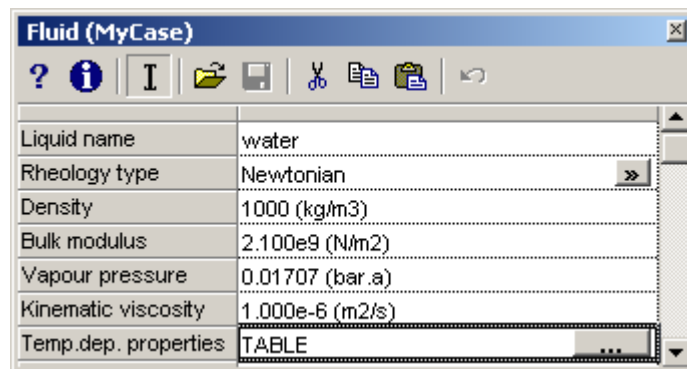 Fluid (MyCase)
Liquid name water
Rheology type Newtonian »
Density 1000 (kg/m3)
Bulk modulus 2.100e9 (N/m2)
Vapour pressure 0.01707 (bar.a)
Kinematic viscosity 1.000e-6 (m2/s)
Temp.dep. properties TABLE ...